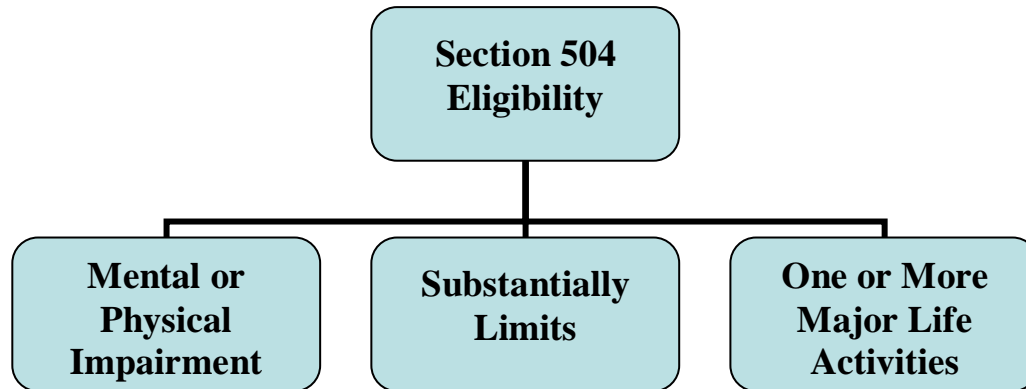 Section 504
Eligibility
Mental or
Physical
Impairment
Substantially
Limits
One or More
Major Life
Activities